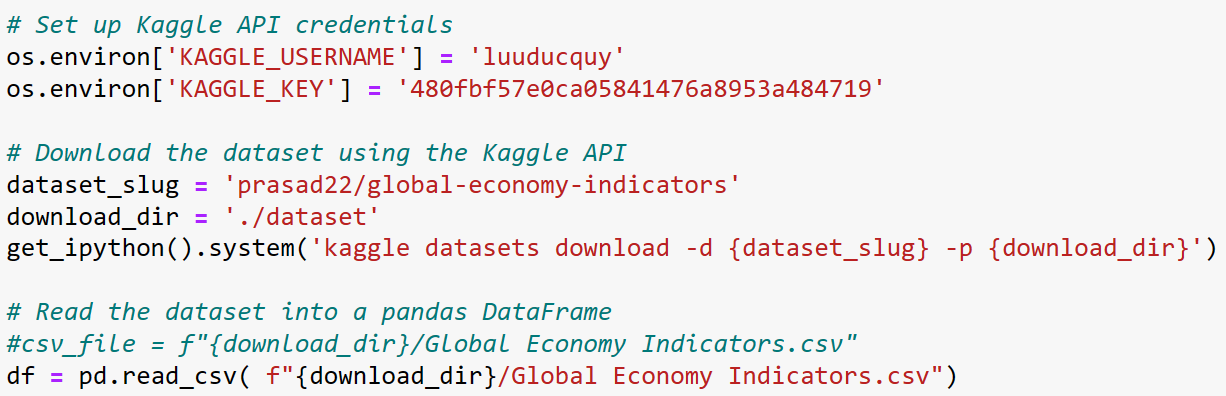 # Set up Kaggle API credentials
os.environ['KAGGLE_USERNAME'] = 'luuducquy'
os.environ['KAGGLE_KEY'] = '480fbf57e0ca05841476a8953a484719'
# Download the dataset using the Kaggle API
dataset_slug = 'prasad22/global-economy-indicators'
download_dir = './dataset'
get_ipython().system('kaggle datasets download -d {dataset_slug} -p {download_dir}')
# Read the dataset into a pandas DataFrame
#csv_file = f"{download_dir}/Global Economy Indicators.csv"
df = pd.read_csv( f"{download_dir}/Global Economy Indicators.csv")